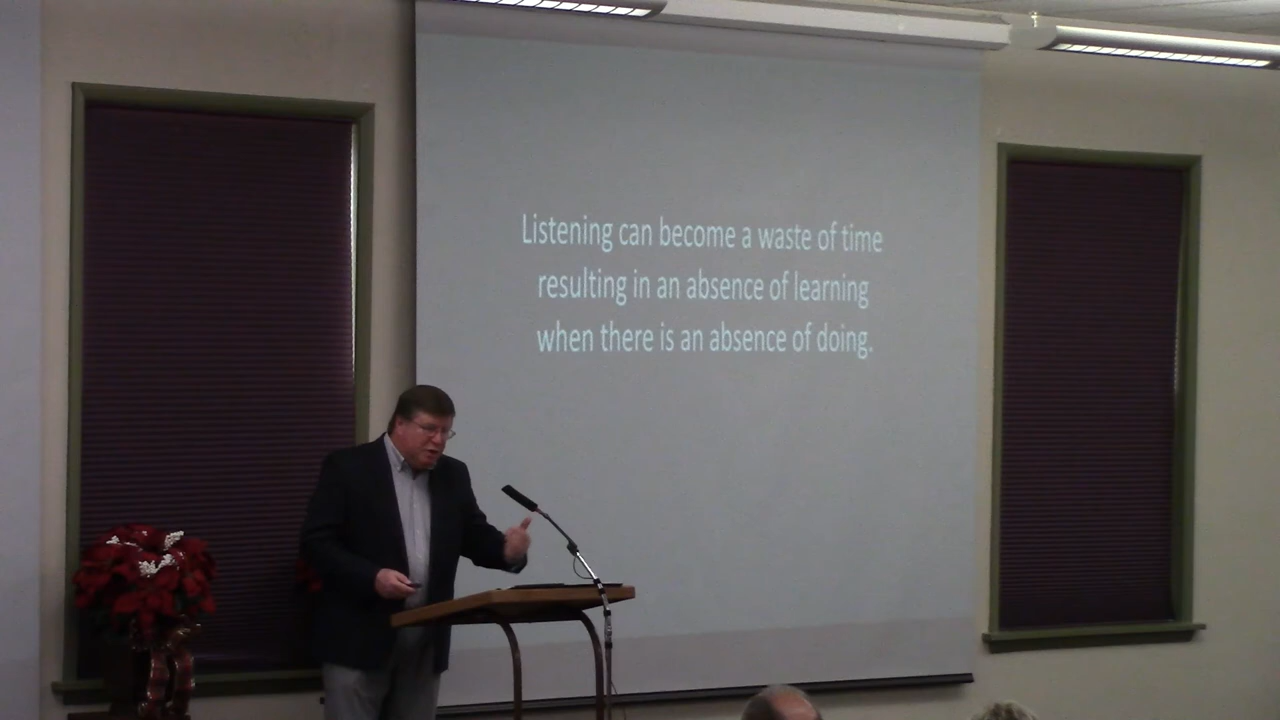 Listening can become a waste of time
resulting in an absence of learning
when there is an absence of doing.